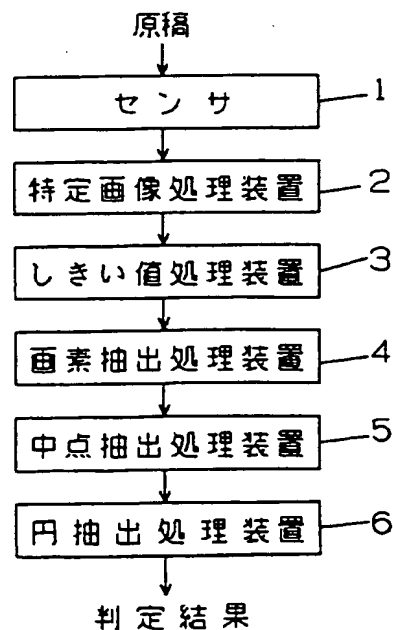 原稿
センサ 1
特定画像処理装置 2
しきい値処理装置 3
画素抽出処理装置 4
中点抽出処理装置 5
円抽出処理装置 6
判定結果